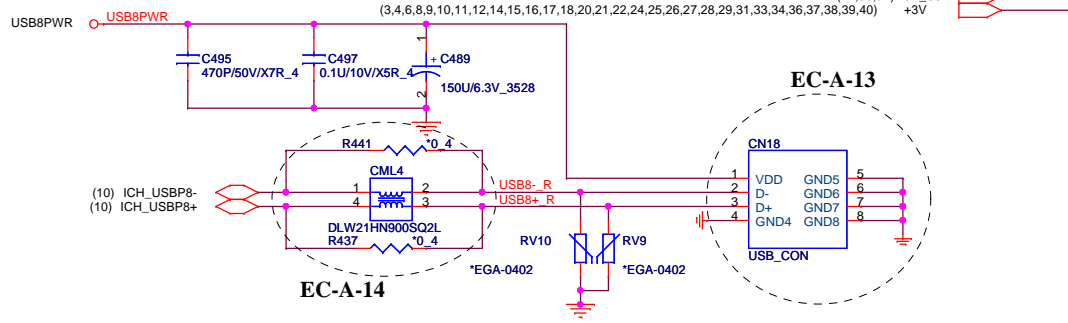 (3,4,6,8,9,10,11,12,14,15,16,17,18,20,21,22,24,25,26,27,28,29,31,33,34,36,37,38,39,40) +3V
USB8PWR USB8PWR
C495
470P/50V/X7R_4
C497
0.1U/10V/X5R_4
1
+ C489
2
150U/6.3V_3528
EC-A-13
R441 *0_4
CML4
CN18
(10) ICH_USBP8-
(10) ICH_USBP8+
1 2
4 3
USB8-_R
USB8+_R
1 VDD GND5 5
2 D- GND6 6
3 D+ GND7 7
4 GND4 GND8 8
DLW21HN900SQ2L
R437 *0_4
RV10 RV9
USB_CON
*EGA-0402 *EGA-0402
EC-A-14